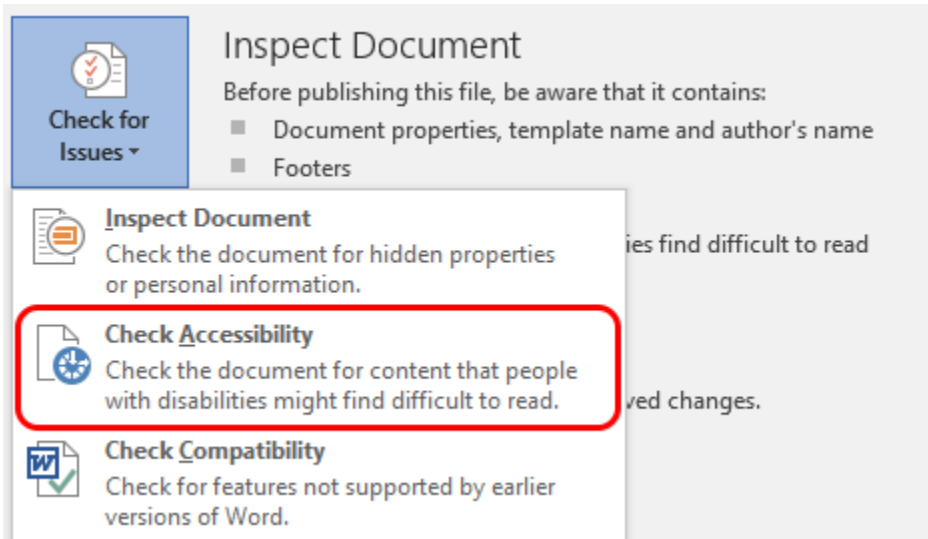 Inspect Document
Before publishing this file, be aware that it contains:
Document properties, template name and author's name
Footers
Check for
Issues
Inspect Document
Check the document for hidden properties
or personal information.
find difficult to read
Check Accessibility
Check the document for content that people
with disabilities might find difficult to read.
changes.
Check Compatibility
Check for features not supported by earlier
versions of Word.
W